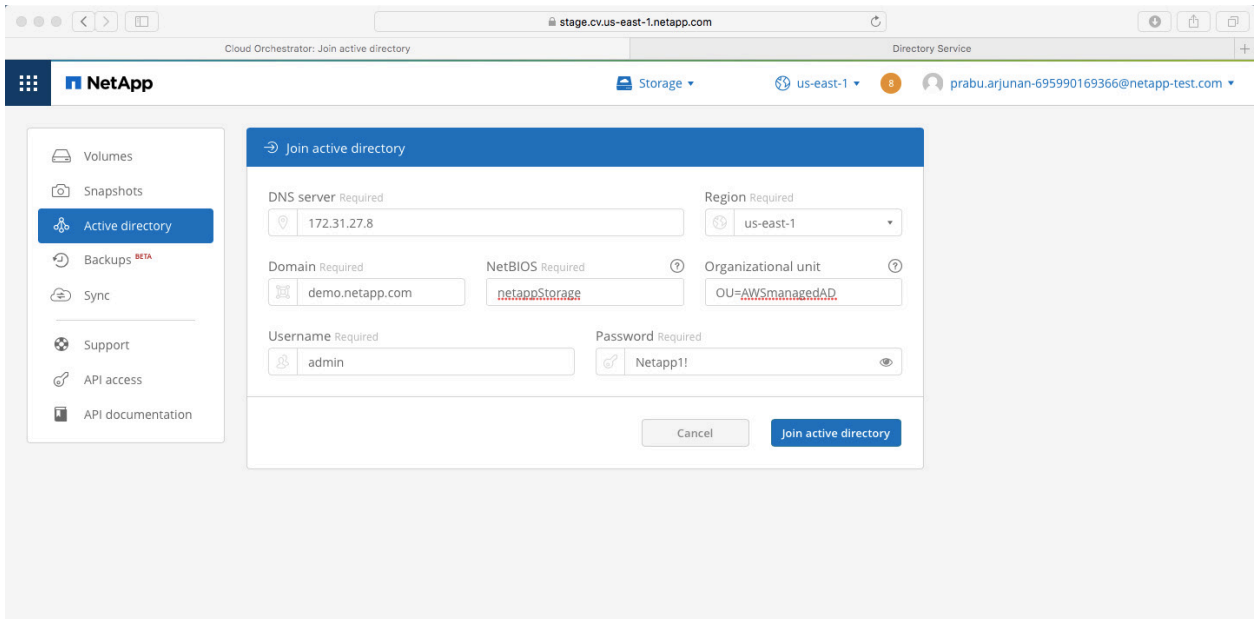 stage.cv.us-east-1.netapp.com
Cloud Orchestrator: Join active directory
Directory Service
NetApp
Storage
us-east-1
8
prabu.arjunan-695990169366@netapp-test.com
Volumes
Snapshots
Active directory
Backups BETA
Sync
Support
API access
API documentation
Join active directory
DNS server Required
Region Required
172.31.27.8
us-east-1
Domain Required
NetBIOS Required
Organizational unit
demo.netapp.com
netappStorage
OU=AWSmanagedAD
Username Required
Password Required
admin
Netapp1!
Cancel
Join active directory